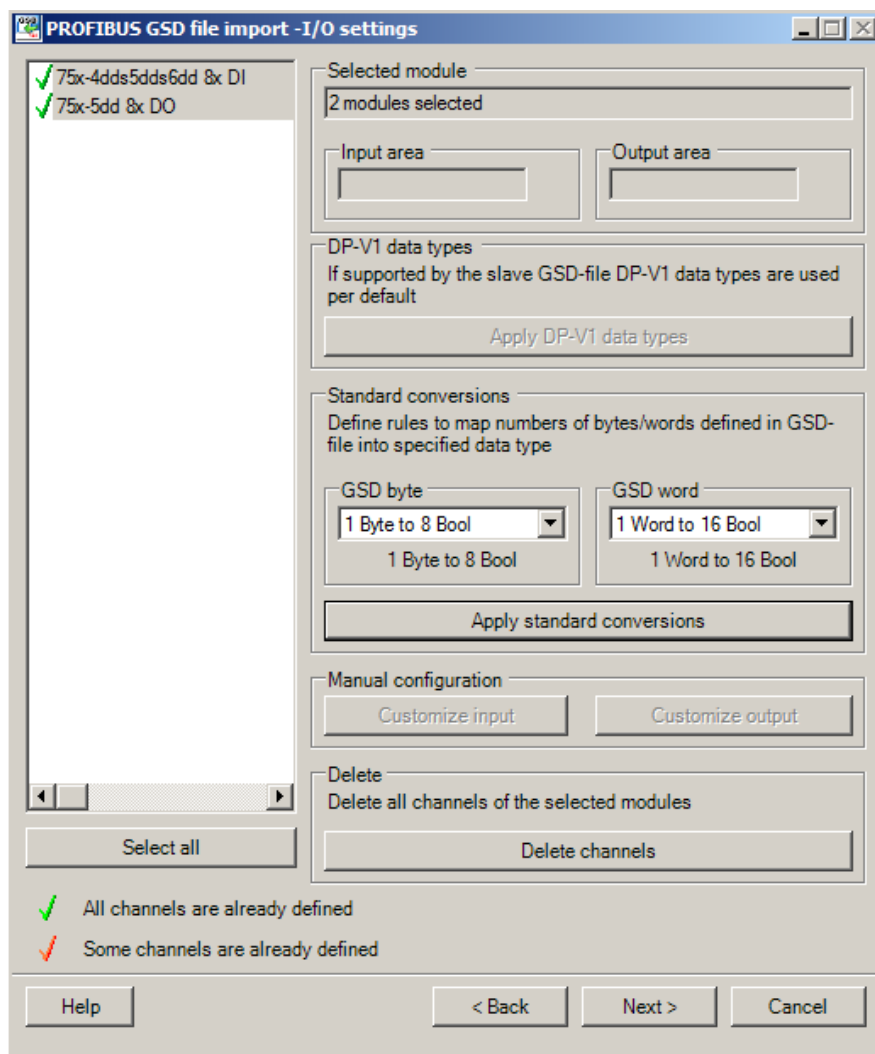 PROFIBUS GSD file import -I/O settings
75x-4dds5dds6dd 8x DI
75x-5dd 8x DO
Select all
Selected module
2 modules selected
Input area
Output area
DP-V1 data types
If supported by the slave GSD-file DP-V1 data types are used
per default
Apply DP-V1 data types
Standard conversions
Define rules to map numbers of bytes/words defined in GSD-
file into specified data type
GSD byte
GSD word
1 Byte to 8 Bool
1 Word to 16 Bool
1 Byte to 8 Bool
1 Word to 16 Bool
Apply standard conversions
Manual configuration
Customize input
Customize output
Delete
Delete all channels of the selected modules
Delete channels
All channels are already defined
Some channels are already defined
Help
< Back
Next >
Cancel